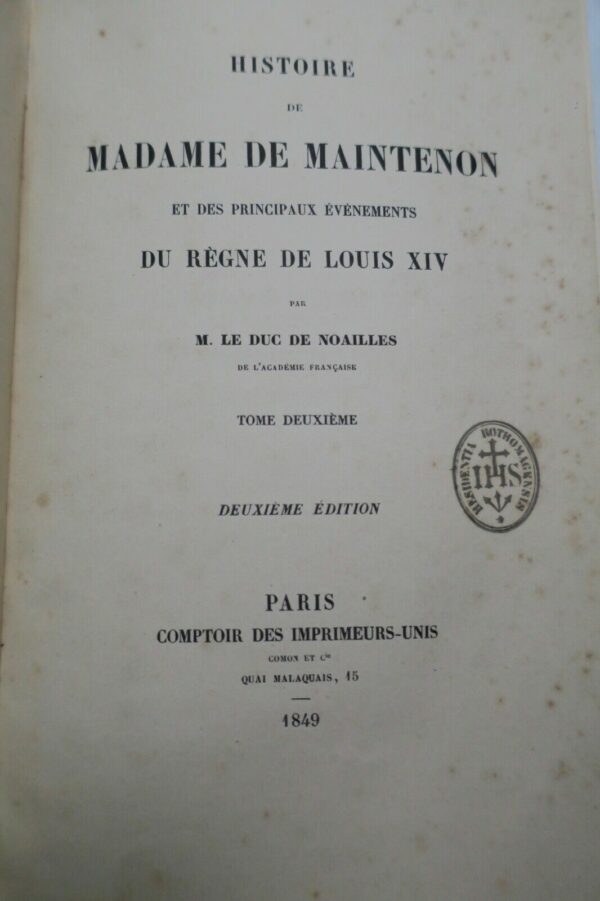 HISTOIRE
DE
MADAME DE MAINTENON
ET DES PRINCIPAUX ÉVÉNEMENTS
DU RÈGNE DE LOUIS XIV
PAR
M. LE DUC DE NOAILLES
DE L'ACADÉMIE FRANÇAISE
TOME DEUXIÈME
RESIDENTIA ROTHOMAGENSIS
IHS
DEUXIÈME ÉDITION
PARIS
COMPTOIR DES IMPRIMEURS-UNIS
COMON ET Cie
QUAI MALAQUAIS, 15
1849